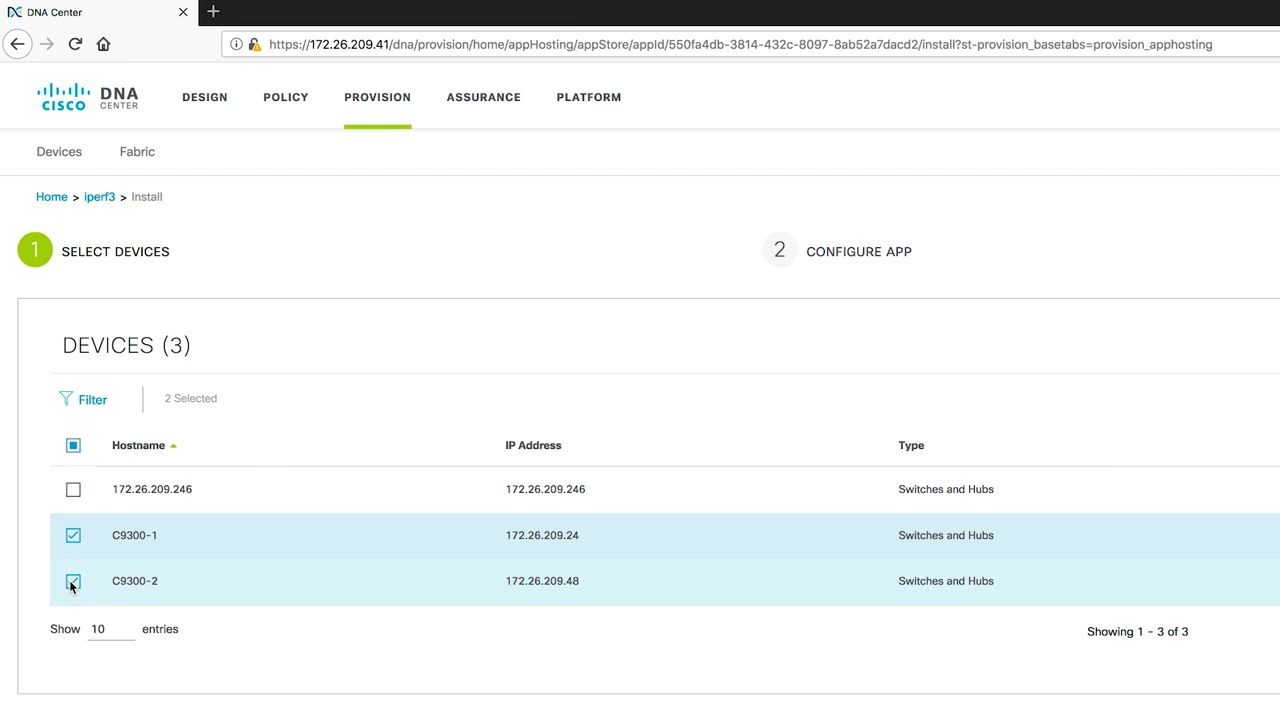 DNA Center
https://172.26.209.41/dna/provision/home/appHosting/appStore/appId/550fa4db-3814-432c-8097-8ab52a7dacd2/install?st-provision_basetabs=provision_apphosting
CISCO DNA CENTER DESIGN POLICY PROVISION ASSURANCE PLATFORM
Devices Fabric
Home > iperf3 > Install
1 SELECT DEVICES 2 CONFIGURE APP
DEVICES (3)
Filter 2 Selected
Hostname IP Address Type
172.26.209.246 172.26.209.246 Switches and Hubs
C9300-1 172.26.209.24 Switches and Hubs
C9300-2 172.26.209.48 Switches and Hubs
Show 10 entries Showing 1 - 3 of 3